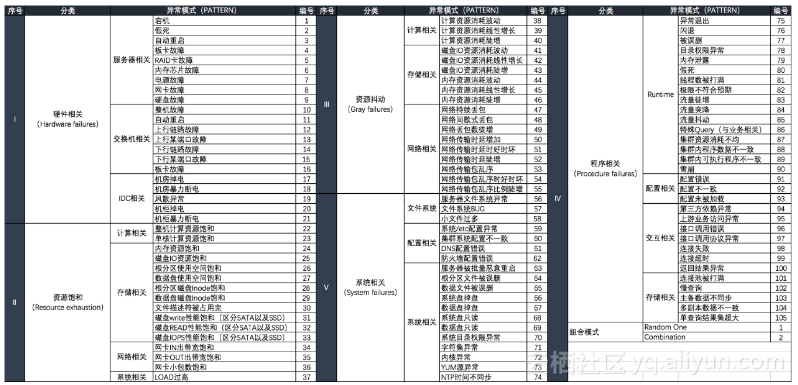 序号 分类 异常模式（PATTERN） 编号
I
硬件相关
（Hardware failures）
服务器相关
宕机 1
假死 2
自动重启 3
板卡故障 4
RAID卡故障 5
内存芯片故障 6
电源故障 7
网卡故障 8
硬盘故障 9
交换机相关
整机故障 10
自动重启 11
上行链路故障 12
上行某端口故障 13
下行链路故障 14
下行某端口故障 15
板卡故障 16
IDC相关
机房掉电 17
机房暴力断电 18
风散异常 19
机柜掉电 20
机柜暴力断电 21
II
资源饱和
（Resource exhaustion）
计算相关
整机计算资源饱和 22
单核计算资源饱和 23
存储相关
内存资源饱和 24
磁盘IO资源饱和 25
根分区使用空间饱和 26
数据盘使用空间饱和 27
根分区磁盘Inode饱和 28
数据盘磁盘Inode饱和 29
文件描述符被占用完 30
磁盘write性能饱和（区分SATA以及SSD） 31
磁盘READ性能饱和（区分SATA以及SSD） 32
磁盘IOPS性能饱和（区分SATA以及SSD） 33
网络相关
网卡IN出带宽饱和 34
网卡OUT出带宽饱和 35
网卡小包数饱和 36
系统相关
LOAD过高 37
序号 分类 异常模式（PATTERN） 编号
III
资源抖动
（Gray failures）
计算相关
计算资源消耗波动 38
计算资源消耗线性增长 39
计算资源消耗陡增 40
存储相关
磁盘IO资源消耗波动 41
磁盘IO资源消耗线性增长 42
磁盘IO资源消耗陡增 43
内存资源消耗波动 44
内存资源消耗线性增长 45
内存资源消耗陡增 46
网络相关
网络持续丢包 47
网络间歇式丢包 48
网络丢包数陡增 49
网络传输时延增加 50
网络传输时延时好时坏 51
网络传输时延陡增 52
网络传输包乱序 53
网络传输包乱序时好时坏 54
网络传输包乱序比例陡增 55
V
系统相关
（System failures）
文件系统
服务器文件系统异常 56
文件系统BUG 57
小文件过多 58
配置相关
系统/etc配置异常 59
集群系统配置不一致 60
DNS配置错误 61
防火墙配置错误 62
系统相关
服务器被批量恶意重启 63
根分区文件被误删 64
数据文件被误删 65
系统盘掉盘 66
数据盘掉盘 67
系统盘只读 68
数据盘只读 69
系统目录权限异常 70
字符集异常 71
内核异常 72
YUM源异常 73
NTP时间不同步 74
序号 分类 异常模式（PATTERN） 编号
IV
程序相关
（Procedure failures）
Runtime
异常退出 75
闪退 76
被误删 77
目录权限异常 78
内存泄露 79
假死 80
线程数被打满 81
极限不符合预期 82
流量徒增 83
流量突降 84
流量抖动 85
特殊Query（与业务相关） 86
集群资源消耗不均 87
集群内程序数据不一致 88
集群内可执行程序不一致 89
雪崩 90
配置相关
配置错误 91
配置不一致 92
配置未被加载 93
交互相关
第三方依赖异常 94
上游业务访问异常 95
接口调用错误 96
接口调用协议异常 97
连接失败 98
连接超时 99
返回结果异常 100
存储相关
连接池被打满 101
慢查询 102
主备数据不同步 103
多副本数据不一致 104
单查询结果集超大 105
组合模式
Random One 1
Combination 2
云栖社区 yq.aliyun.com